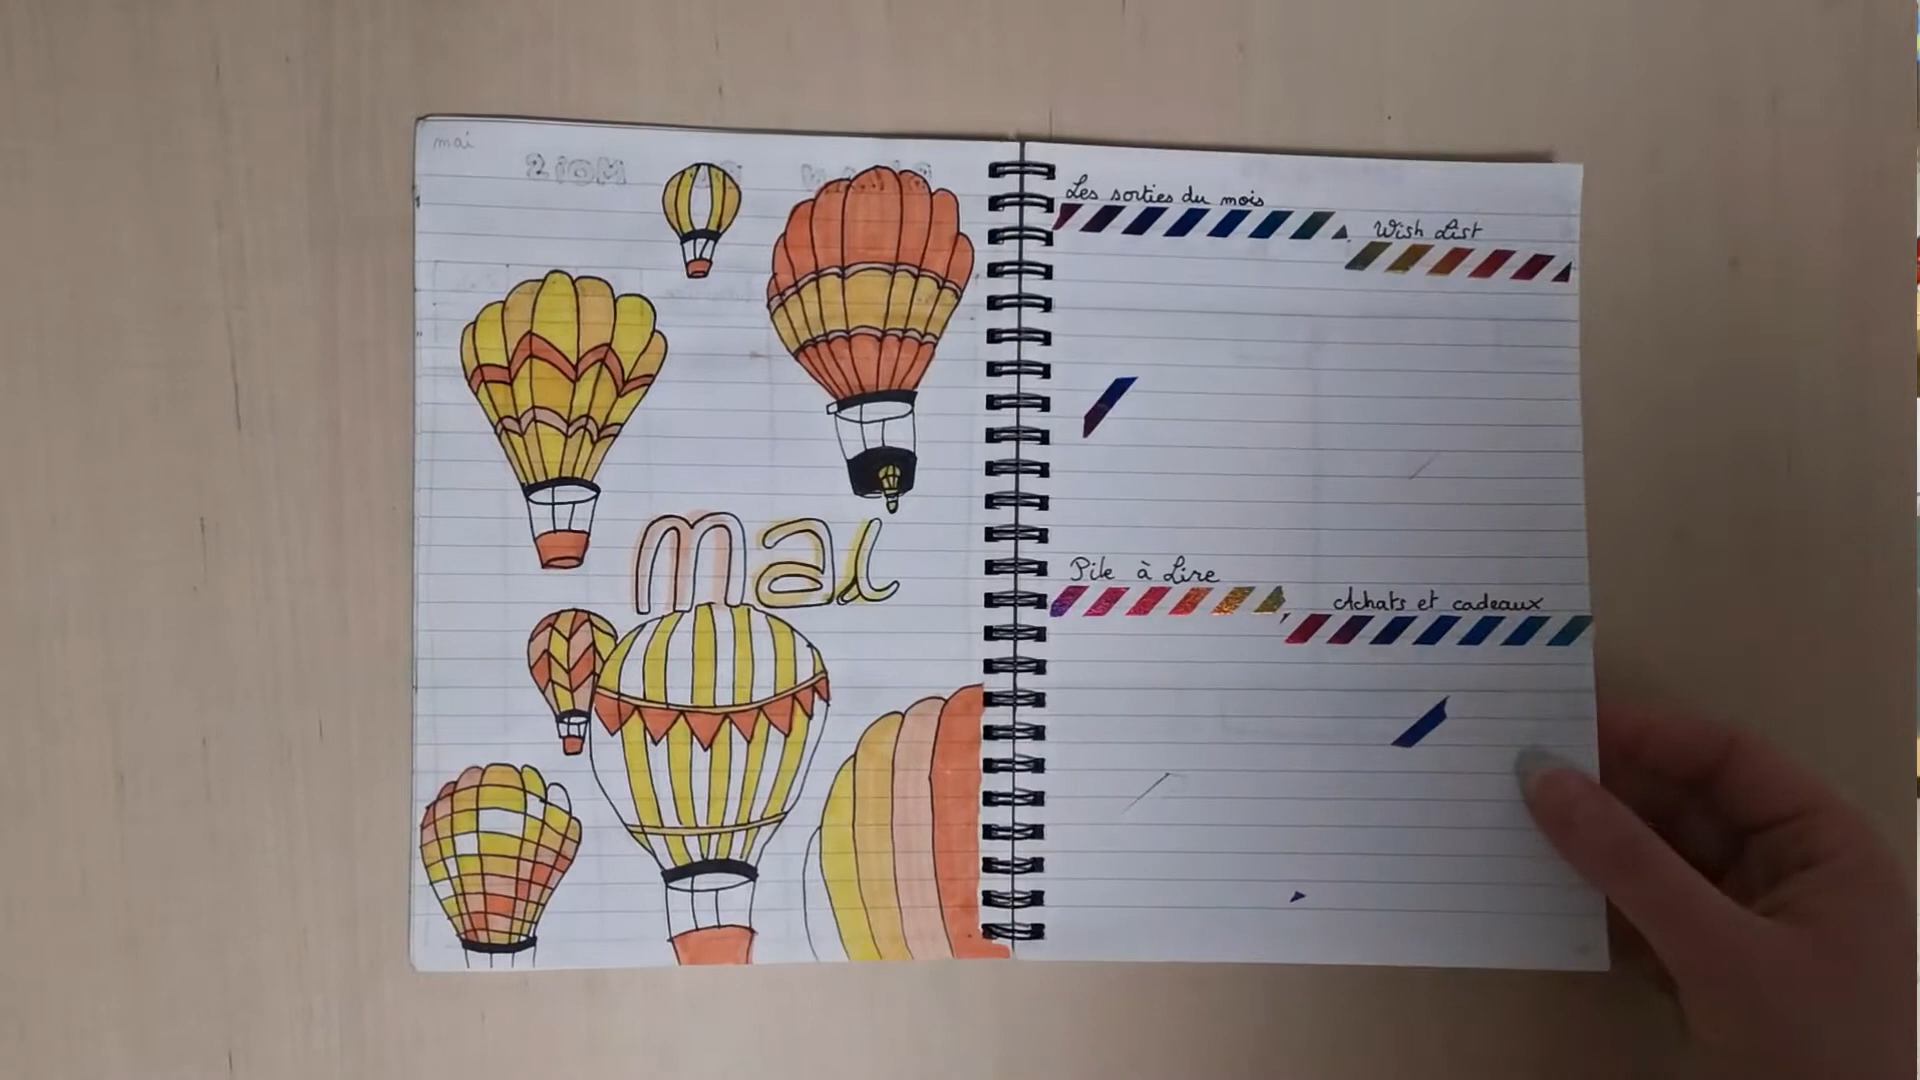 mai
mai
Les sorties du mois
Wish List
Pile à Lire
Achats et cadeaux